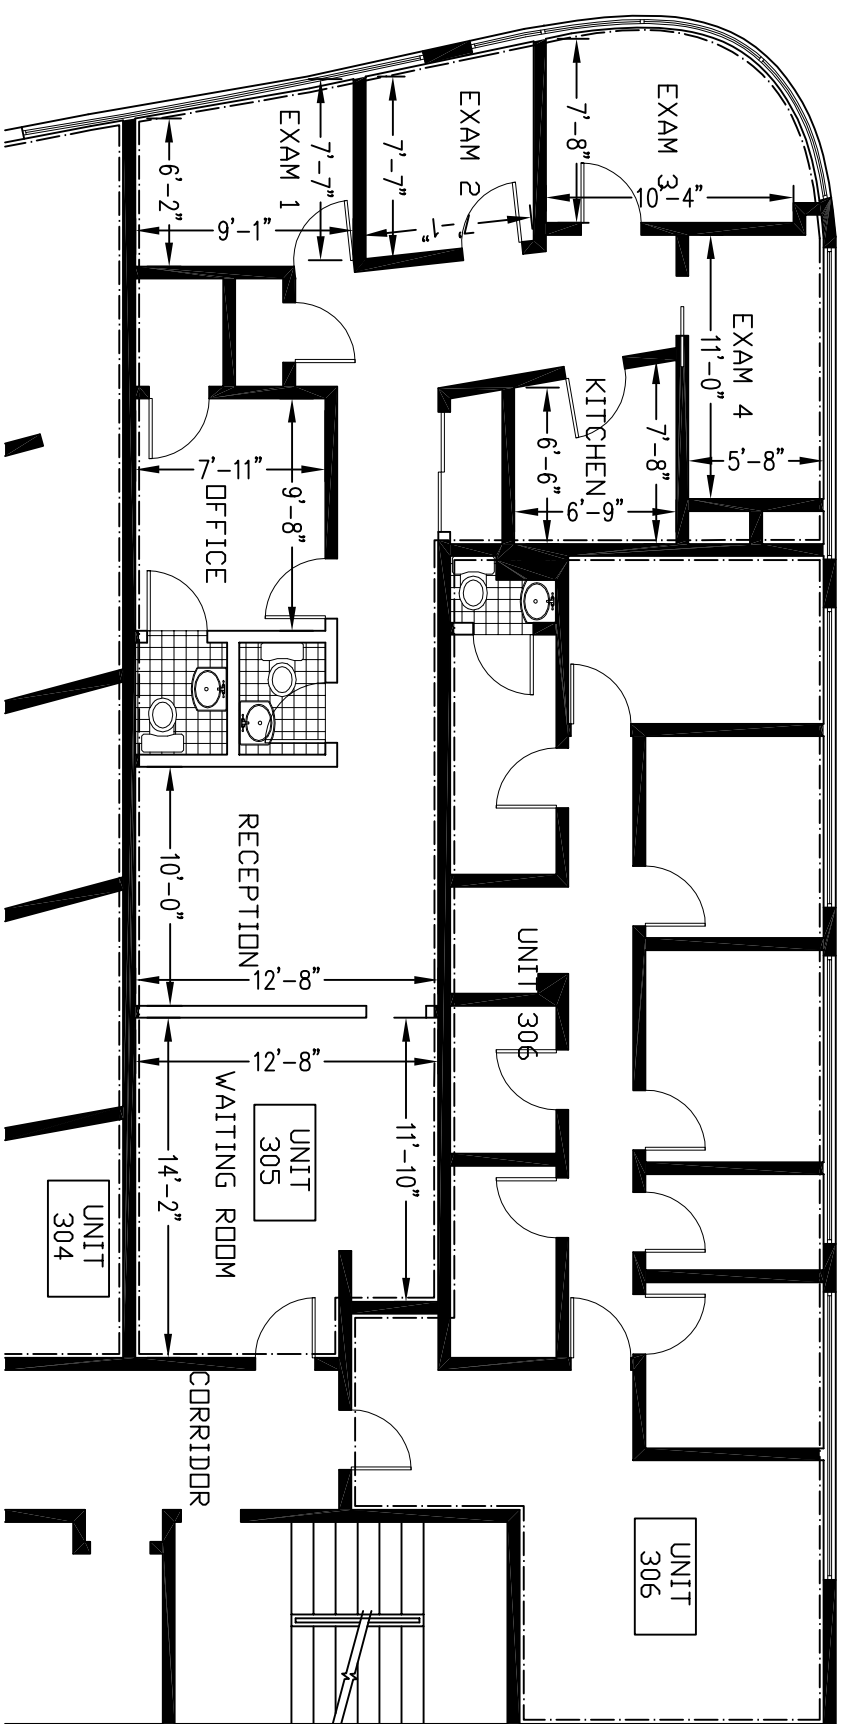 EXAM 3
7'-8"
10'-4"
EXAM 2
7'-7"
7'-1"
EXAM 1
7'-7"
6'-2"
9'-1"
EXAM 4
11'-0"
5'-8"
KITCHEN
7'-8"
6'-6"
6'-9"
7'-11"
9'-8"
OFFICE
RECEPTION
10'-0"
12'-8"
UNIT 306
12'-8"
WAITING ROOM
UNIT
305
11'-10"
14'-2"
UNIT
304
CORRIDOR
UNIT
306